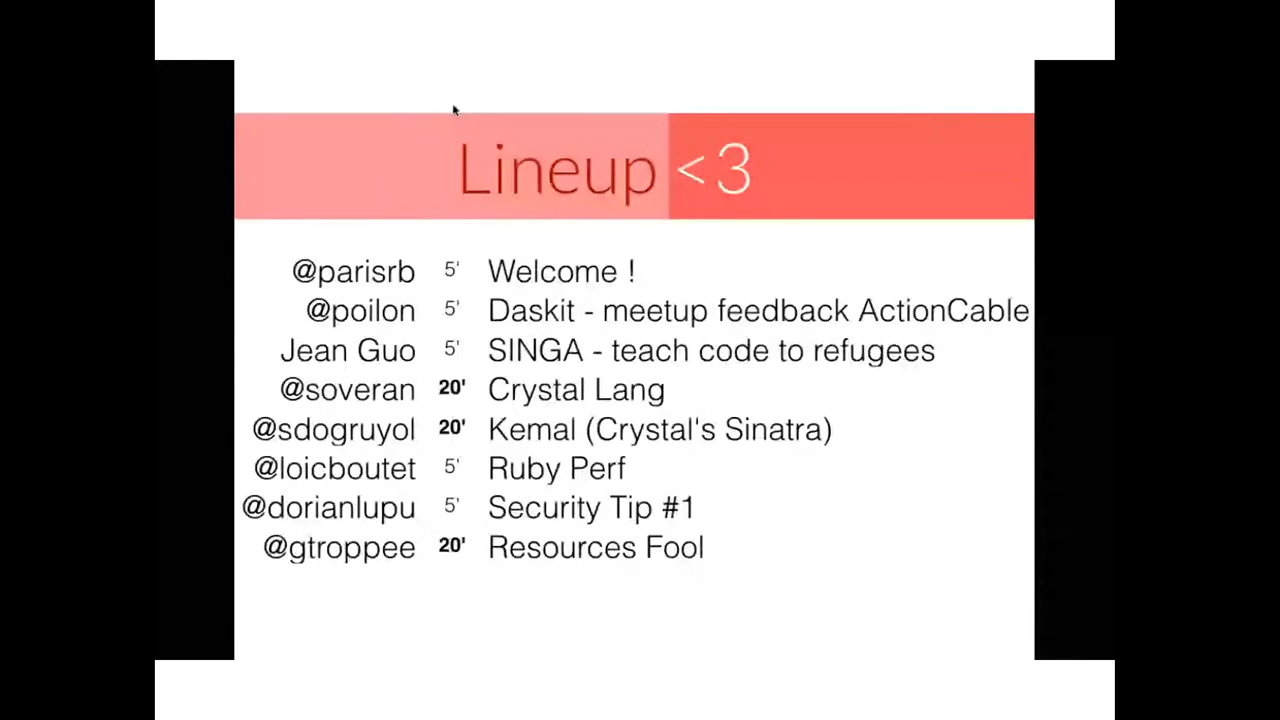 Lineup <3
@parisrb 5' Welcome !
@poilon 5' Daskit - meetup feedback ActionCable
Jean Guo 5' SINGA - teach code to refugees
@soveran 20' Crystal Lang
@sdogruyol 20' Kemal (Crystal's Sinatra)
@loicboutet 5' Ruby Perf
@dorianlupu 5' Security Tip #1
@gtroppee 20' Resources Fool